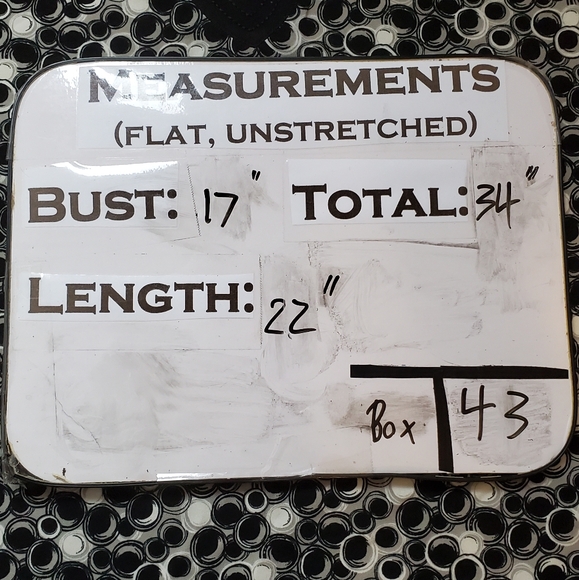 MEASUREMENTS
(FLAT, UNSTRETCHED)
BUST: 17" TOTAL: 34"
LENGTH: 22"
Box 43